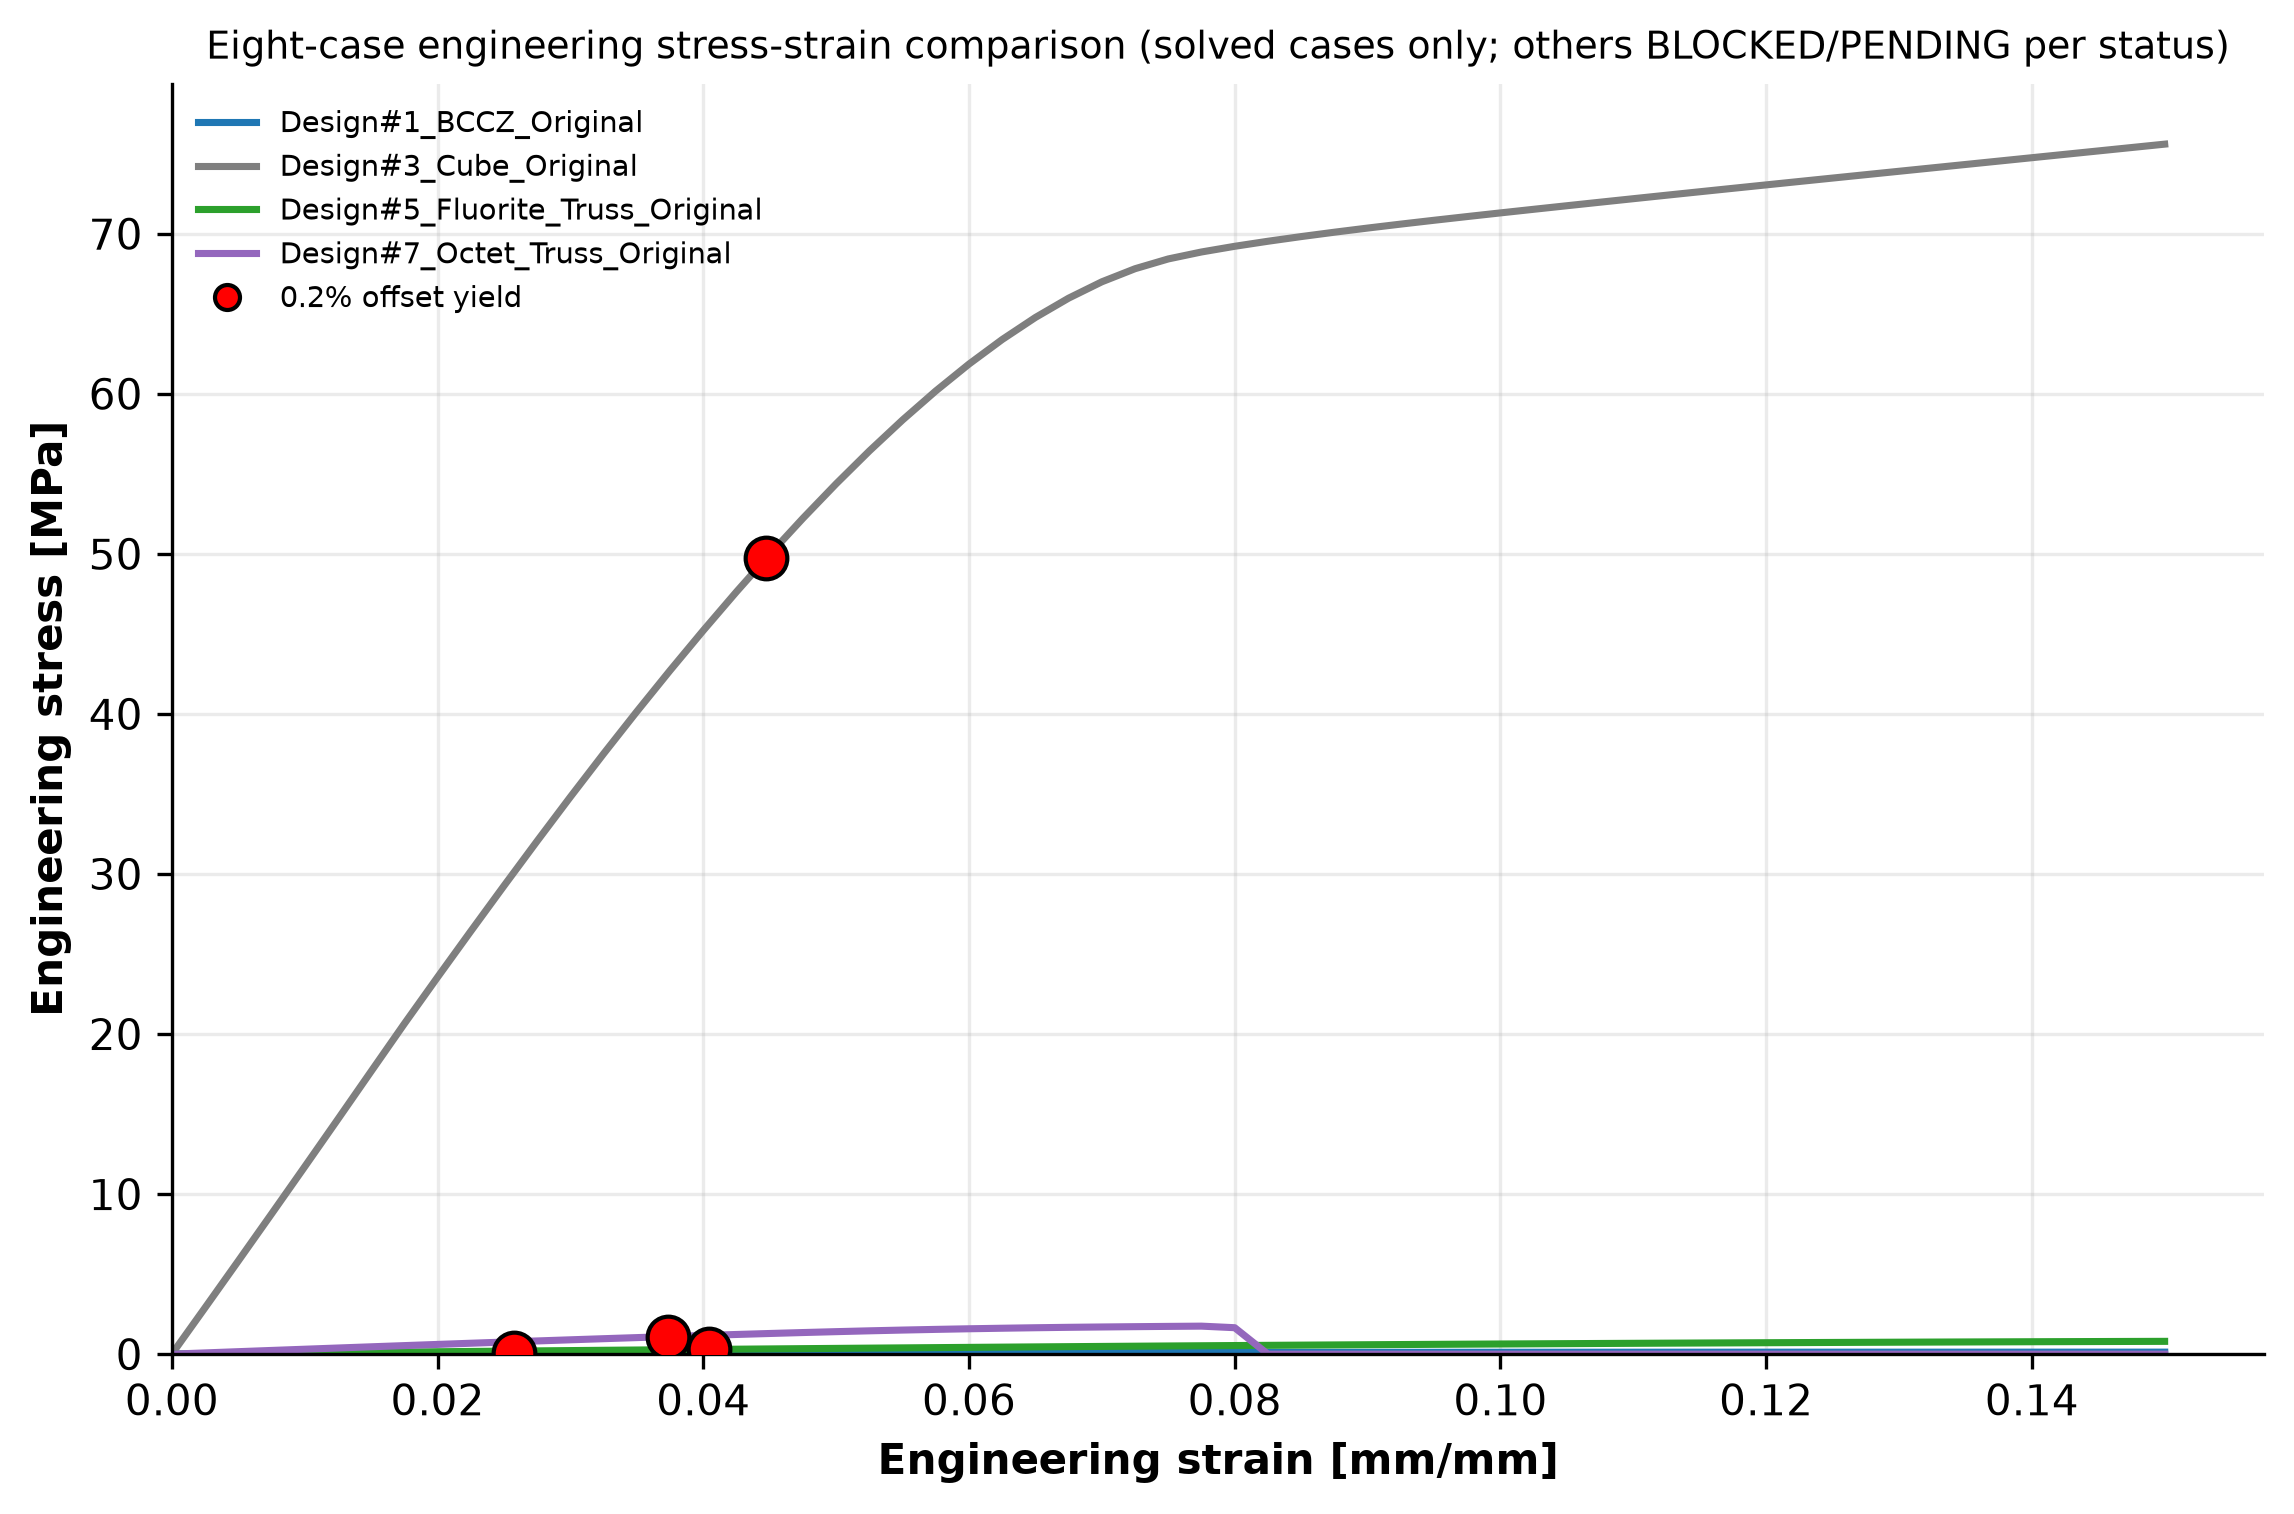 Eight-case engineering stress-strain comparison (solved cases only; others BLOCKED/PENDING per status)
Design#1_BCCZ_Original
Design#3_Cube_Original
Design#5_Fluorite_Truss_Original
Design#7_Octet_Truss_Original
0.2% offset yield
Engineering stress [MPa]
70
60
50
40
30
20
10
0
0.00 0.02 0.04 0.06 0.08 0.10 0.12 0.14
Engineering strain [mm/mm]